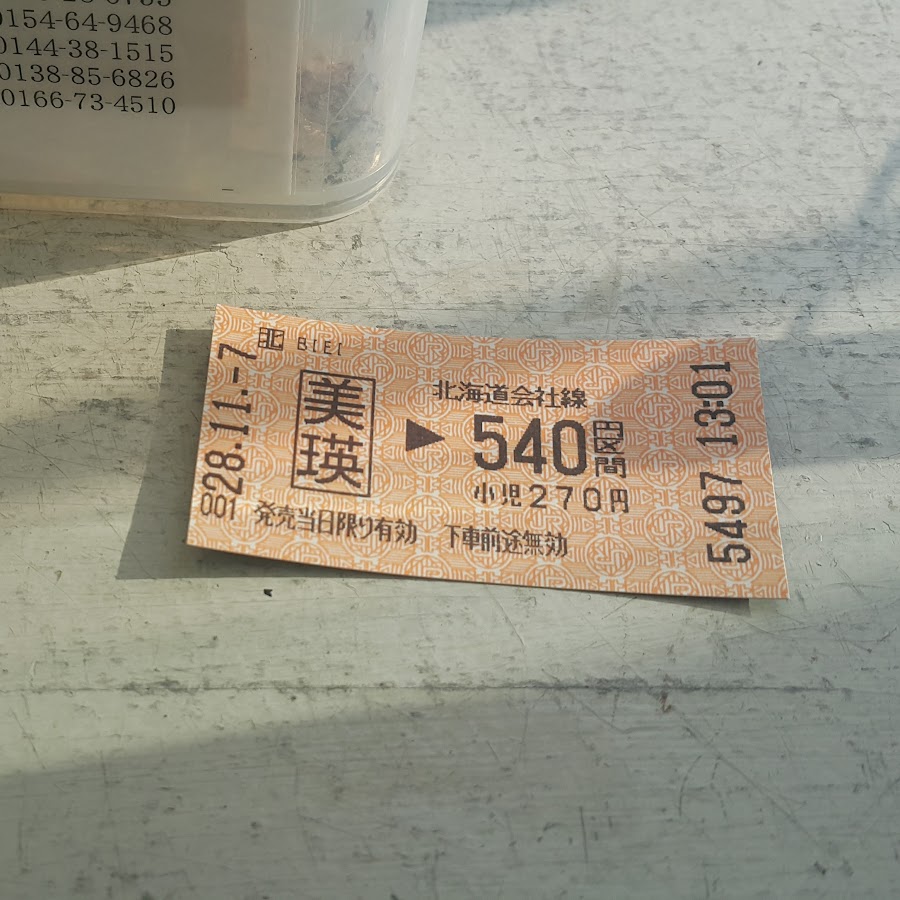 0154-64-9468
0144-38-1515
0138-85-6826
0166-73-4510
北 BIEI
28.11.-7
001
美瑛
▶
北海道会社線
540円区間
小児270円
発売当日限り有効 下車前途無効
5497 13:01